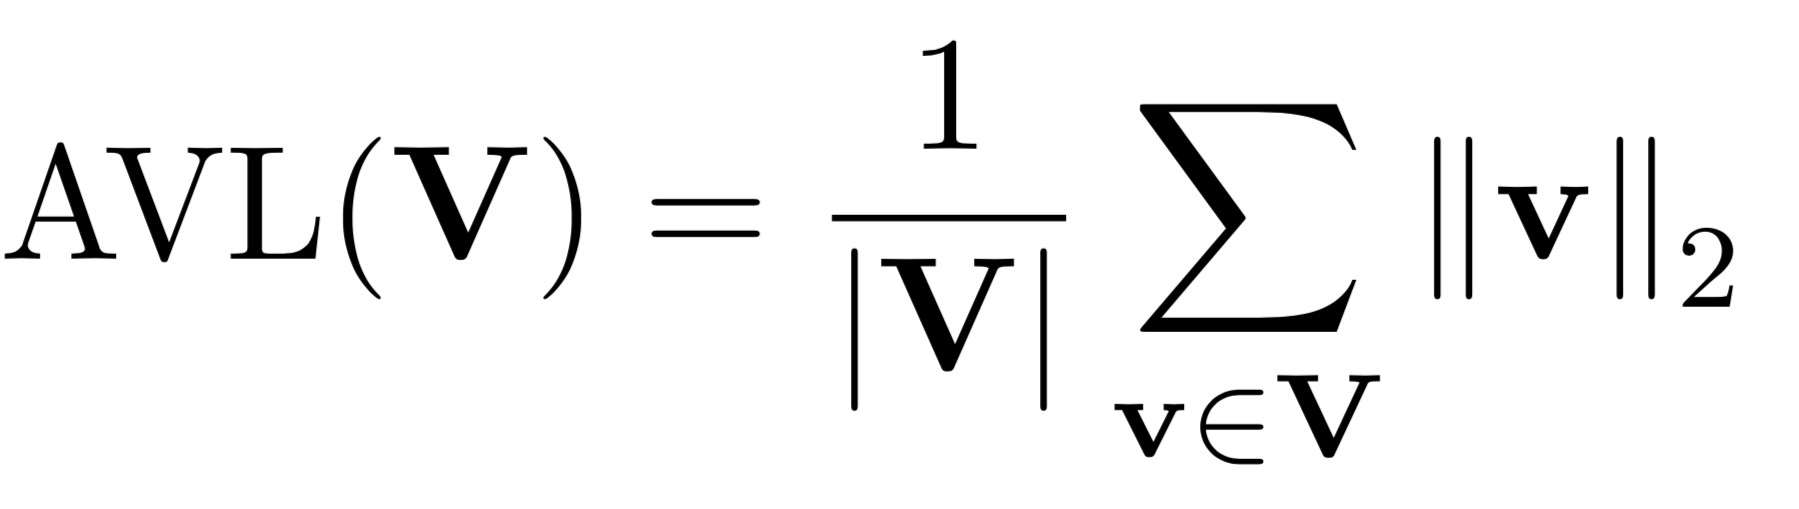 AVL(𝐕) = 1/|𝐕| ∑_{𝐯∈𝐕} ‖𝐯‖₂